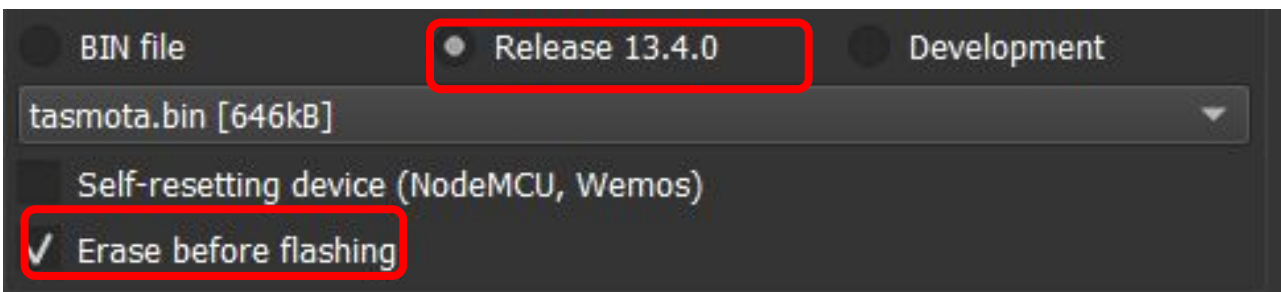 BIN file Release 13.4.0 Development
tasmota.bin [646kB]
Self-resetting device (NodeMCU, Wemos)
Erase before flashing